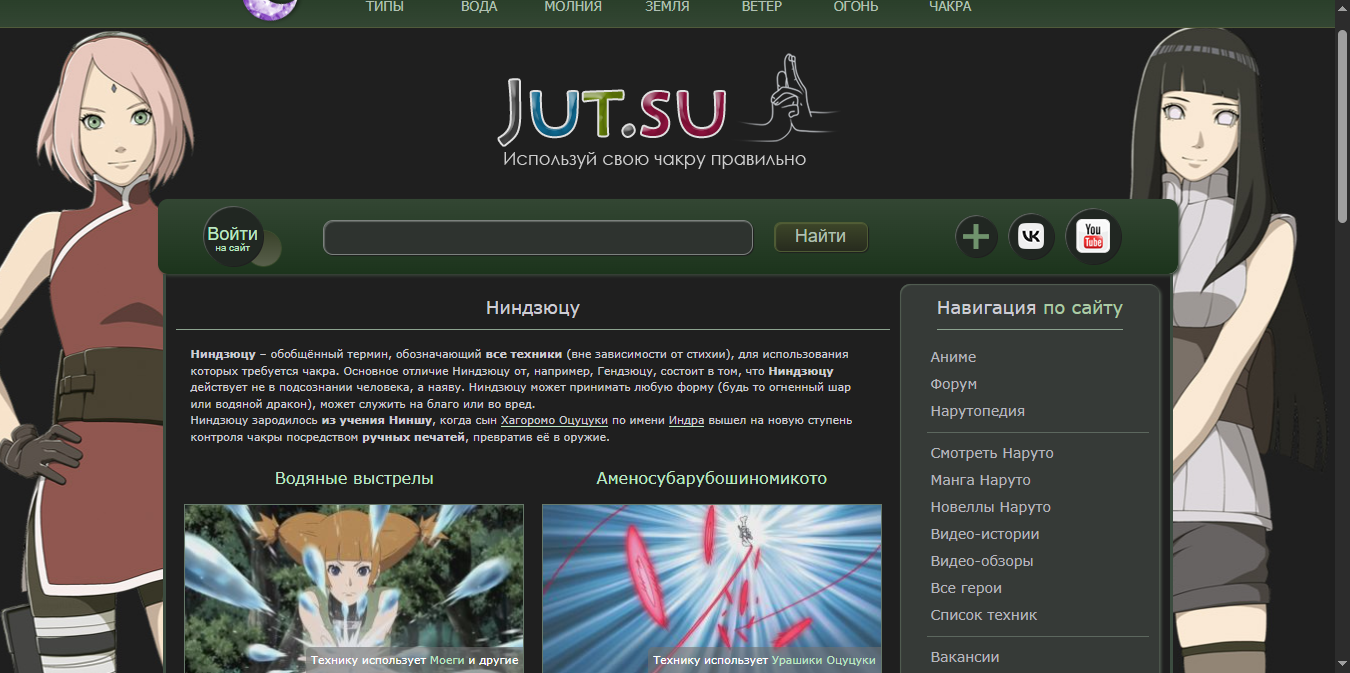 ТИПЫ ВОДА МОЛНИЯ ЗЕМЛЯ ВЕТЕР ОГОНЬ ЧАКРА
JUT.SU
Используй свою чакру правильно
Войти
на сайт
Найти
VK
You
Tube
Ниндзюцу
Ниндзюцу – обобщённый термин, обозначающий все техники (вне зависимости от стихии), для использования
которых требуется чакра. Основное отличие Ниндзюцу от, например, Гендзюцу, состоит в том, что Ниндзюцу
действует не в подсознании человека, а наяву. Ниндзюцу может принимать любую форму (будь то огненный шар
или водяной дракон), может служить на благо или во вред.
Ниндзюцу зародилось из учения Ниншу, когда сын Хагоромо Оцуцуки по имени Индра вышел на новую ступень
контроля чакры посредством ручных печатей, превратив её в оружие.
Водяные выстрелы
Технику использует Моеги и другие
Аменосубарубошиномикото
Технику использует Урашики Оцуцуки
Навигация по сайту
Аниме
Форум
Нарутопедия
Смотреть Наруто
Манга Наруто
Новеллы Наруто
Видео-истории
Видео-обзоры
Все герои
Список техник
Вакансии